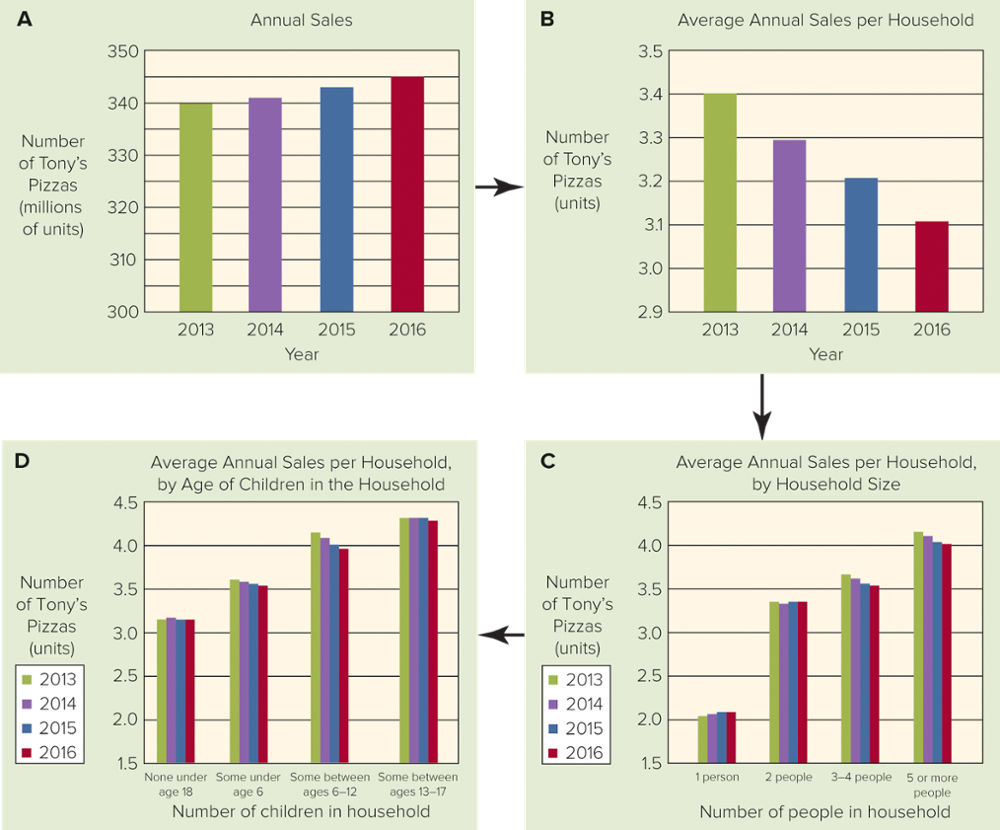 A
Annual Sales
350
340
330
320
310
300
Number
of Tony's
Pizzas
(millions
of units)
2013
2014
2015
2016
Year
B
Average Annual Sales per Household
3.5
3.4
3.3
3.2
3.1
3.0
2.9
Number
of Tony's
Pizzas
(units)
2013
2014
2015
2016
Year
C
Average Annual Sales per Household,
by Household Size
4.5
4.0
3.5
3.0
2.5
2.0
1.5
Number
of Tony's
Pizzas
(units)
2013
2014
2015
2016
1 person
2 people
3–4 people
5 or more
people
Number of people in household
D
Average Annual Sales per Household,
by Age of Children in the Household
4.5
4.0
3.5
3.0
2.5
2.0
1.5
Number
of Tony's
Pizzas
(units)
2013
2014
2015
2016
None under
age 18
Some under
age 6
Some between
ages 6–12
Some between
ages 13–17
Number of children in household